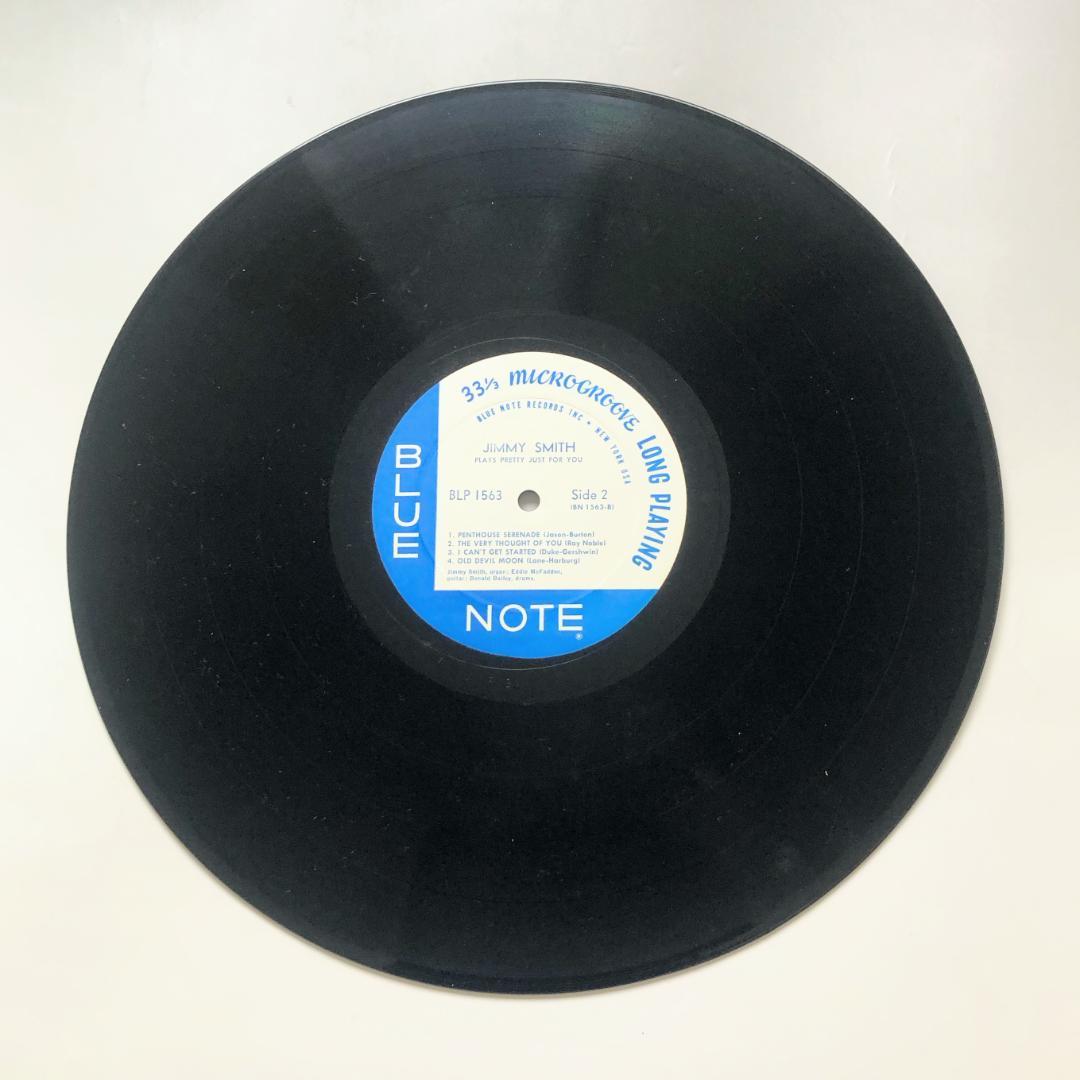 33⅓ MICROGROOVE LONG PLAYING
BLUE NOTE RECORDS INC • NEW YORK USA
JIMMY SMITH
PLAYS PRETTY JUST FOR YOU
BLP 1563
Side 2
(BN 1563-B)
1. PENTHOUSE SERENADE (Jason-Burton)
2. THE VERY THOUGHT OF YOU (Ray Noble)
3. I CAN'T GET STARTED (Duke-Gershwin)
4. OLD DEVIL MOON (Lane-Harburg)
Jimmy Smith, organ; Eddie McFadden,
guitar; Donald Bailey, drums.
BLUE
NOTE
®